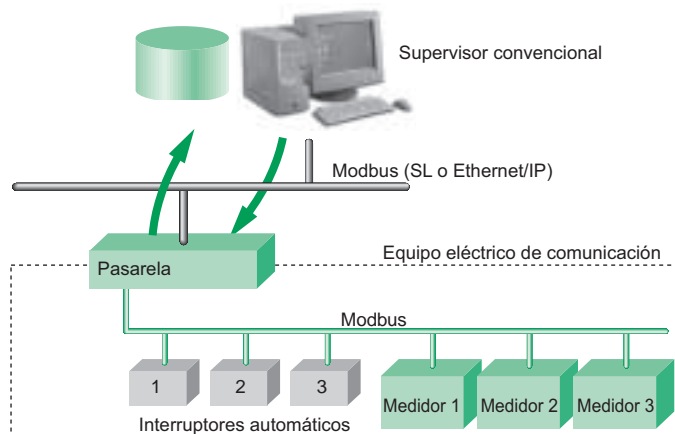 Supervisor convencional
Modbus (SL o Ethernet/IP)
Equipo eléctrico de comunicación
Pasarela
Modbus
1
2
3
Medidor 1
Medidor 2
Medidor 3
Interruptores automáticos